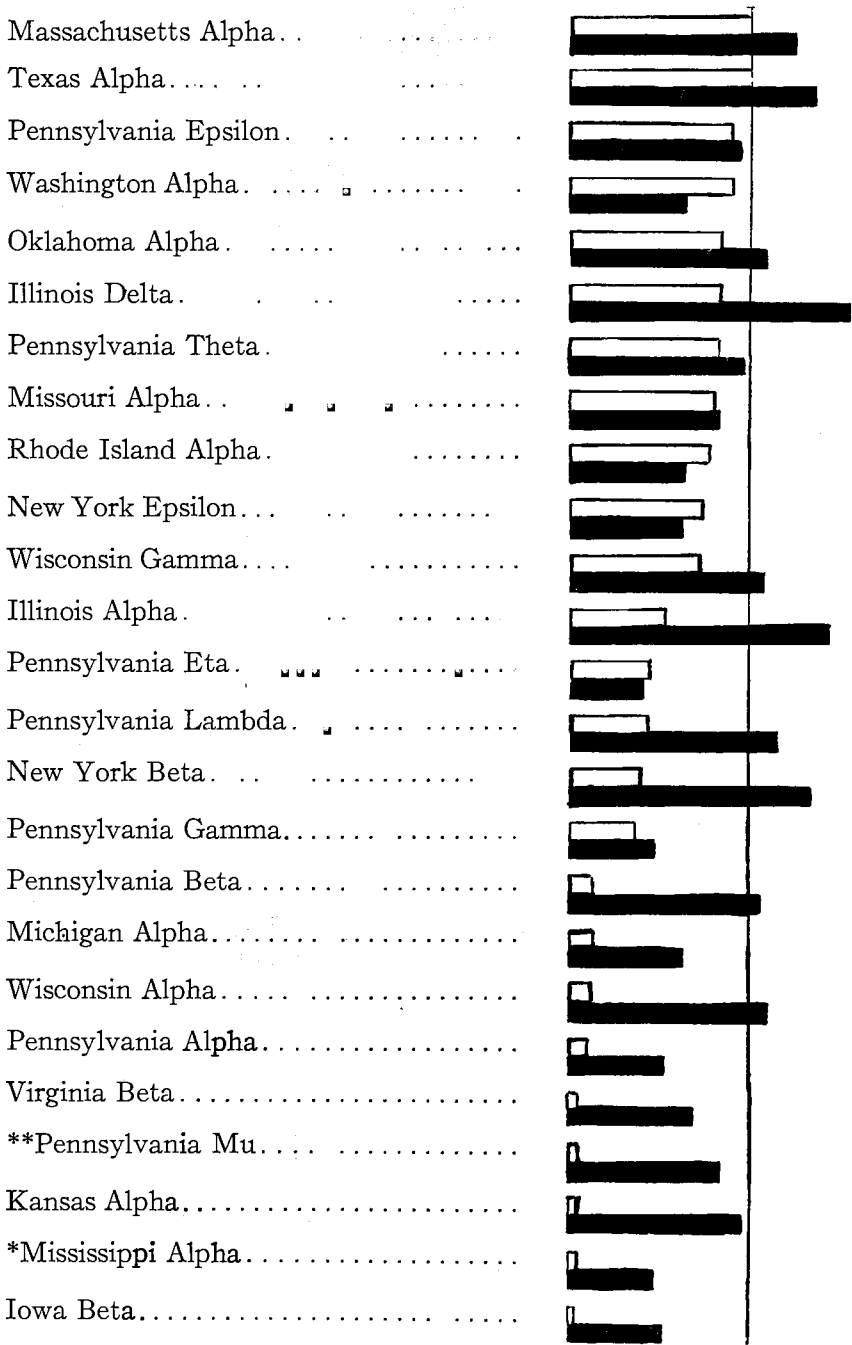 Massachusetts Alpha. . . . . . .
Texas Alpha. . . . . . . . . .
Pennsylvania Epsilon. . . . . . . . . .
Washington Alpha. . . . . . . . . . . . .
Oklahoma Alpha. . . . . . . . . . . .
Illinois Delta. . . . . . . . .
Pennsylvania Theta. . . . . . .
Missouri Alpha. . . . . . . . . . . . .
Rhode Island Alpha. . . . . . . . .
New York Epsilon. . . . . . . . . . . .
Wisconsin Gamma. . . . . . . . . . . . . . .
Illinois Alpha. . . . . . . . .
Pennsylvania Eta. . . . . . . . . . . . . . .
Pennsylvania Lambda. . . . . . . . . . . . .
New York Beta. . . . . . . . . . . . . . .
Pennsylvania Gamma. . . . . . . . . . . . . . . .
Pennsylvania Beta. . . . . . . . . . . . . . . . . .
Michigan Alpha. . . . . . . . . . . . . . . . . . . .
Wisconsin Alpha. . . . . . . . . . . . . . . . . . . .
Pennsylvania Alpha. . . . . . . . . . . . . . . . . .
Virginia Beta. . . . . . . . . . . . . . . . . . . . . . .
**Pennsylvania Mu. . . . . . . . . . . . . . . . . .
Kansas Alpha. . . . . . . . . . . . . . . . . . . . . . .
*Mississippi Alpha. . . . . . . . . . . . . . . . . . .
Iowa Beta. . . . . . . . . . . . . . . . . . . . . . . . . .